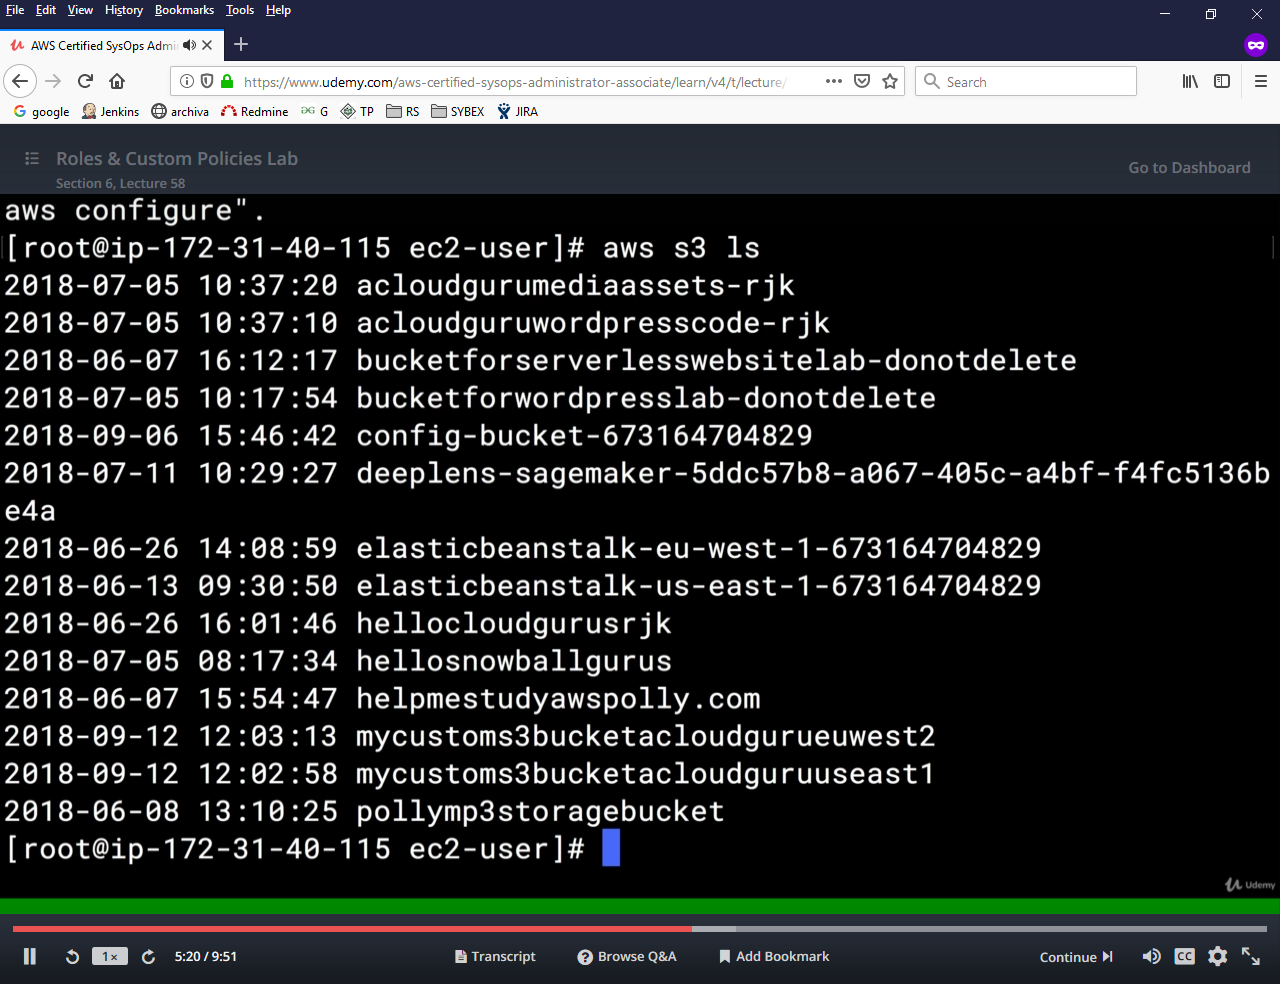 File Edit View History Bookmarks Tools Help
AWS Certified SysOps Admi
https://www.udemy.com/aws-certified-sysops-administrator-associate/learn/v4/t/lecture/
Search
google Jenkins archiva Redmine G TP RS SYBEX JIRA
Roles & Custom Policies Lab
Go to Dashboard
Section 6, Lecture 58
aws configure".
[root@ip-172-31-40-115 ec2-user]# aws s3 ls
2018-07-05 10:37:20 acloudgurumediaassets-rjk
2018-07-05 10:37:10 acloudguruwordpresscode-rjk
2018-06-07 16:12:17 bucketforserverlesswebsitelab-donotdelete
2018-07-05 10:17:54 bucketforwordpresslab-donotdelete
2018-09-06 15:46:42 config-bucket-673164704829
2018-07-11 10:29:27 deeplens-sagemaker-5ddc57b8-a067-405c-a4bf-f4fc5136b
e4a
2018-06-26 14:08:59 elasticbeanstalk-eu-west-1-673164704829
2018-06-13 09:30:50 elasticbeanstalk-us-east-1-673164704829
2018-06-26 16:01:46 hellocloudgurusrjk
2018-07-05 08:17:34 hellosnowballgurus
2018-06-07 15:54:47 helpmestudyawspolly.com
2018-09-12 12:03:13 mycustoms3bucketacloudgurueuwest2
2018-09-12 12:02:58 mycustoms3bucketacloudguruuseast1
2018-06-08 13:10:25 pollymp3storagebucket
[root@ip-172-31-40-115 ec2-user]#
Udemy
1× 5:20 / 9:51 Transcript Browse Q&A Add Bookmark Continue CC